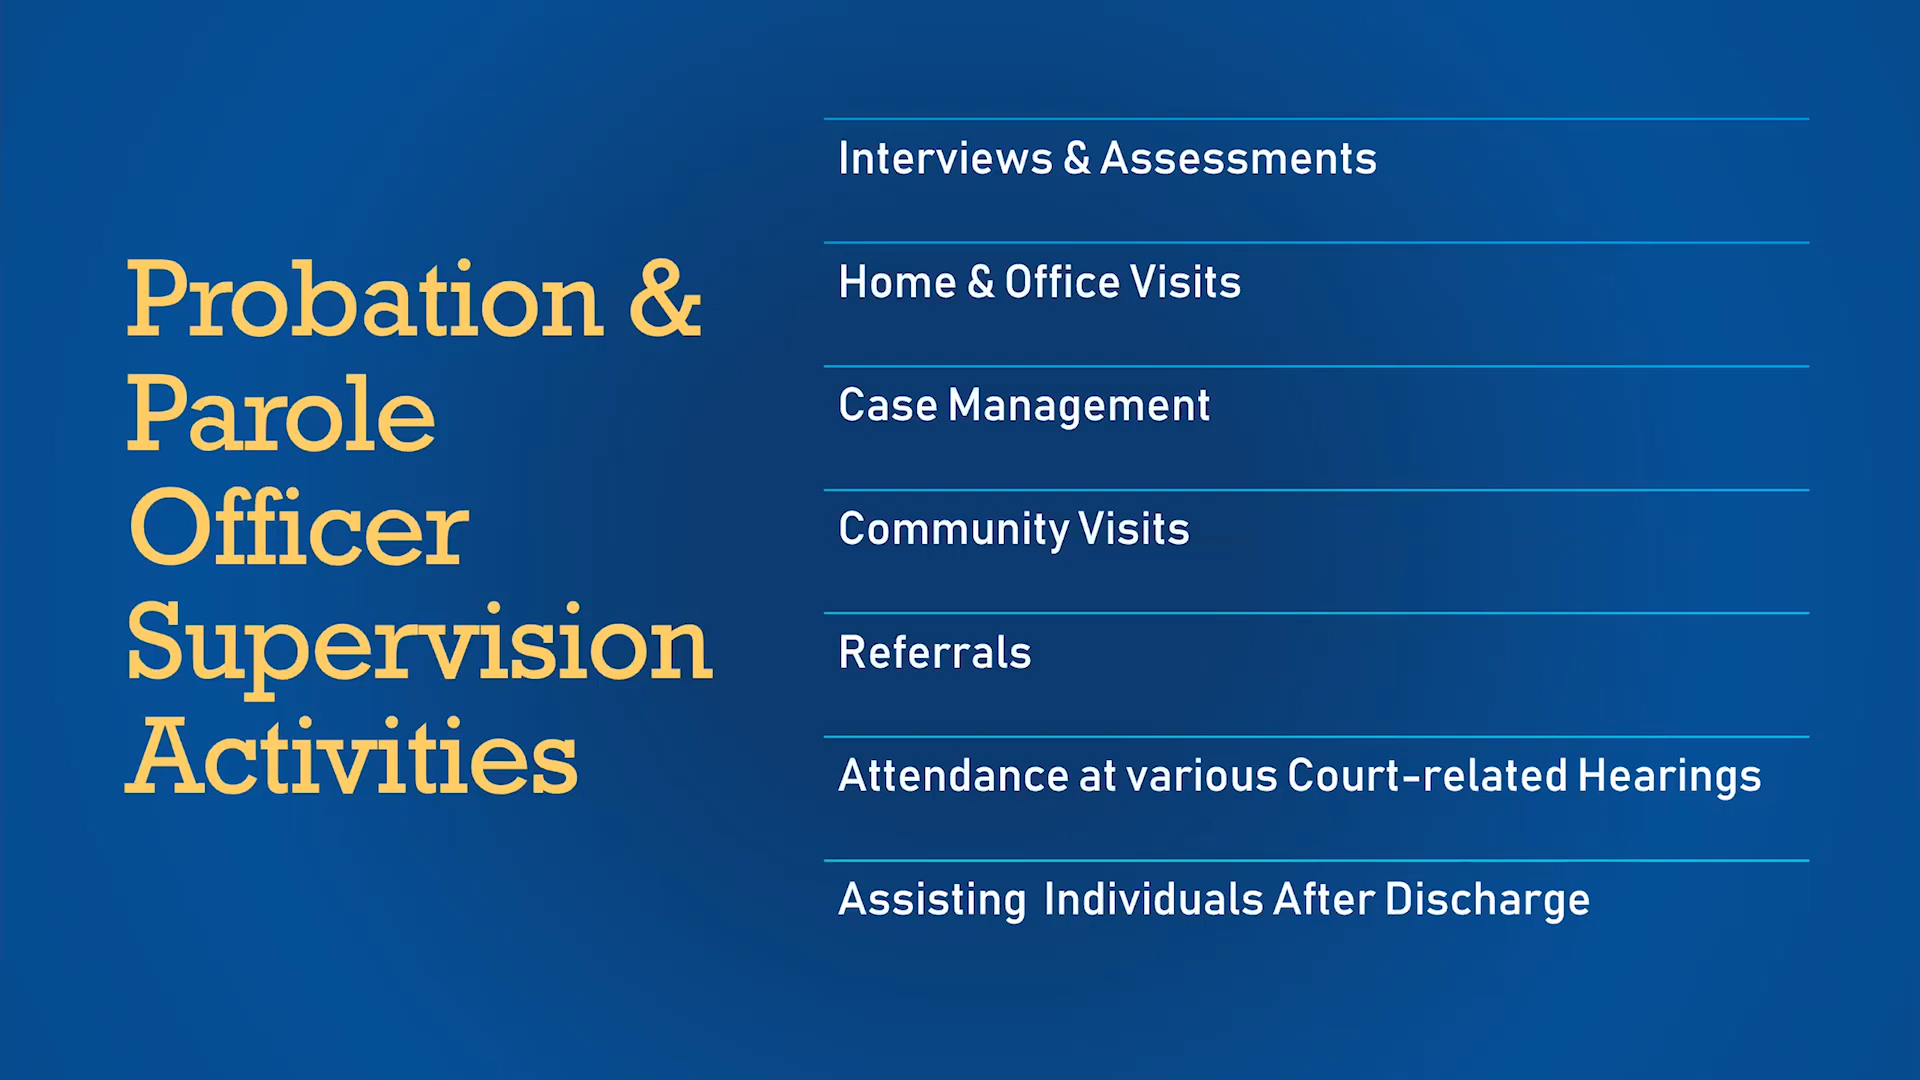 Probation &
Parole
Officer
Supervision
Activities
Interviews & Assessments
Home & Office Visits
Case Management
Community Visits
Referrals
Attendance at various Court-related Hearings
Assisting  Individuals After Discharge